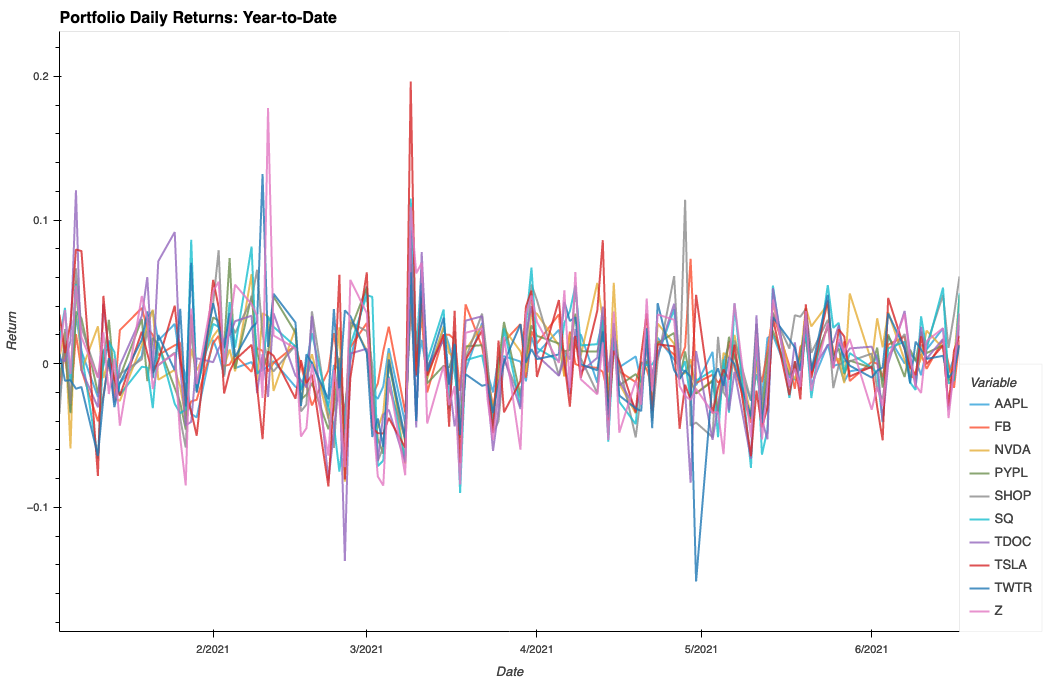 Portfolio Daily Returns: Year-to-Date
0.2
0.1
0
−0.1
Return
2/2021
3/2021
4/2021
5/2021
6/2021
Date
Variable
AAPL
FB
NVDA
PYPL
SHOP
SQ
TDOC
TSLA
TWTR
Z